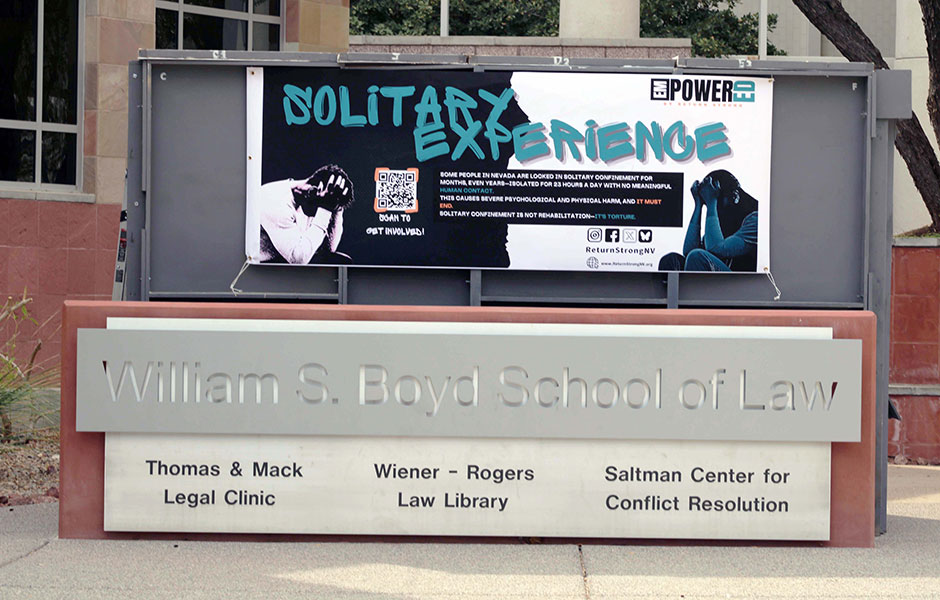 C-1
D2
C
F
EMPOWERED
BY RETURN STRONG
SOLITARY
EXPERIENCE
SOME PEOPLE IN NEVADA ARE LOCKED IN SOLITARY CONFINEMENT FOR
MONTHS, EVEN YEARS—ISOLATED FOR 23 HOURS A DAY WITH NO MEANINGFUL
HUMAN CONTACT.
THIS CAUSES SEVERE PSYCHOLOGICAL AND PHYSICAL HARM, AND IT MUST
END.
SOLITARY CONFINEMENT IS NOT REHABILITATION—IT'S TORTURE.
SCAN TO
GET INVOLVED!
ReturnStrongNV
www.ReturnStrongNV.org
William S. Boyd School of Law
Thomas & Mack
Legal Clinic
Wiener - Rogers
Law Library
Saltman Center for
Conflict Resolution